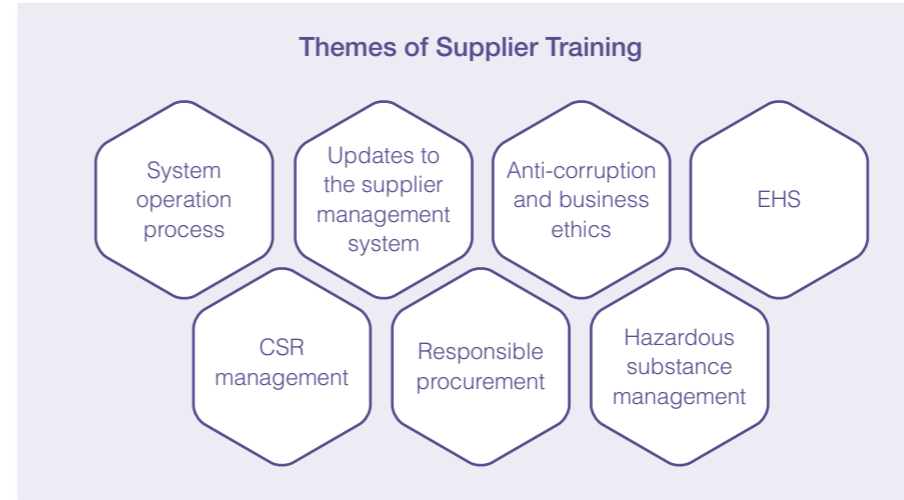 Themes of Supplier Training
System
operation
process
Updates to
the supplier
management
system
Anti-corruption
and business
ethics
EHS
CSR
management
Responsible
procurement
Hazardous
substance
management